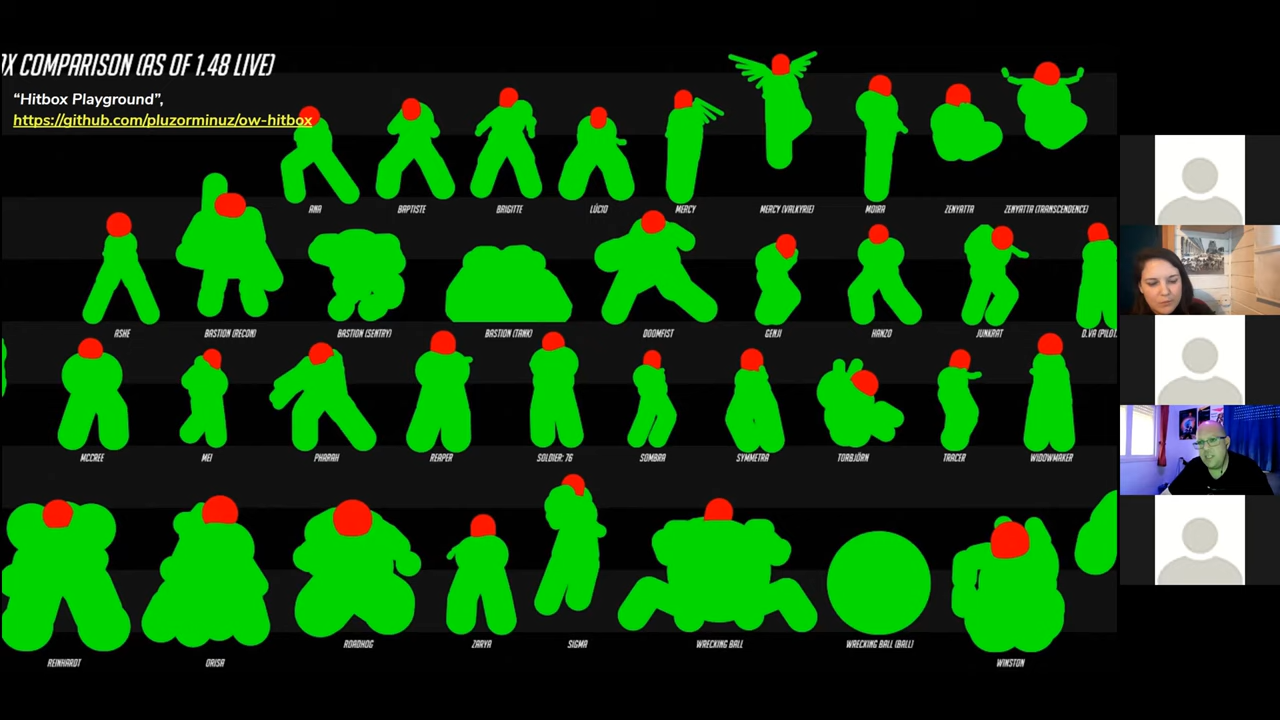 OX COMPARISON (AS OF 1.48 LIVE)
“Hitbox Playground”,
https://github.com/pluzorminuz/ow-hitbox
ANA BAPTISTE BRIGITTE LÚCIO MERCY MERCY (VALKYRIE) MOIRA ZENYATTA ZENYATTA (TRANSCENDENCE)
ASHE BASTION (RECON) BASTION (SENTRY) BASTION (TANK) DOOMFIST GENJI HANZO JUNKRAT D.VA (PILOT)
MCCREE MEI PHARAH REAPER SOLDIER: 76 SOMBRA SYMMETRA TORBJÖRN TRACER WIDOWMAKER
REINHARDT ORISA ROADHOG ZARYA SIGMA WRECKING BALL WRECKING BALL (BALL) WINSTON